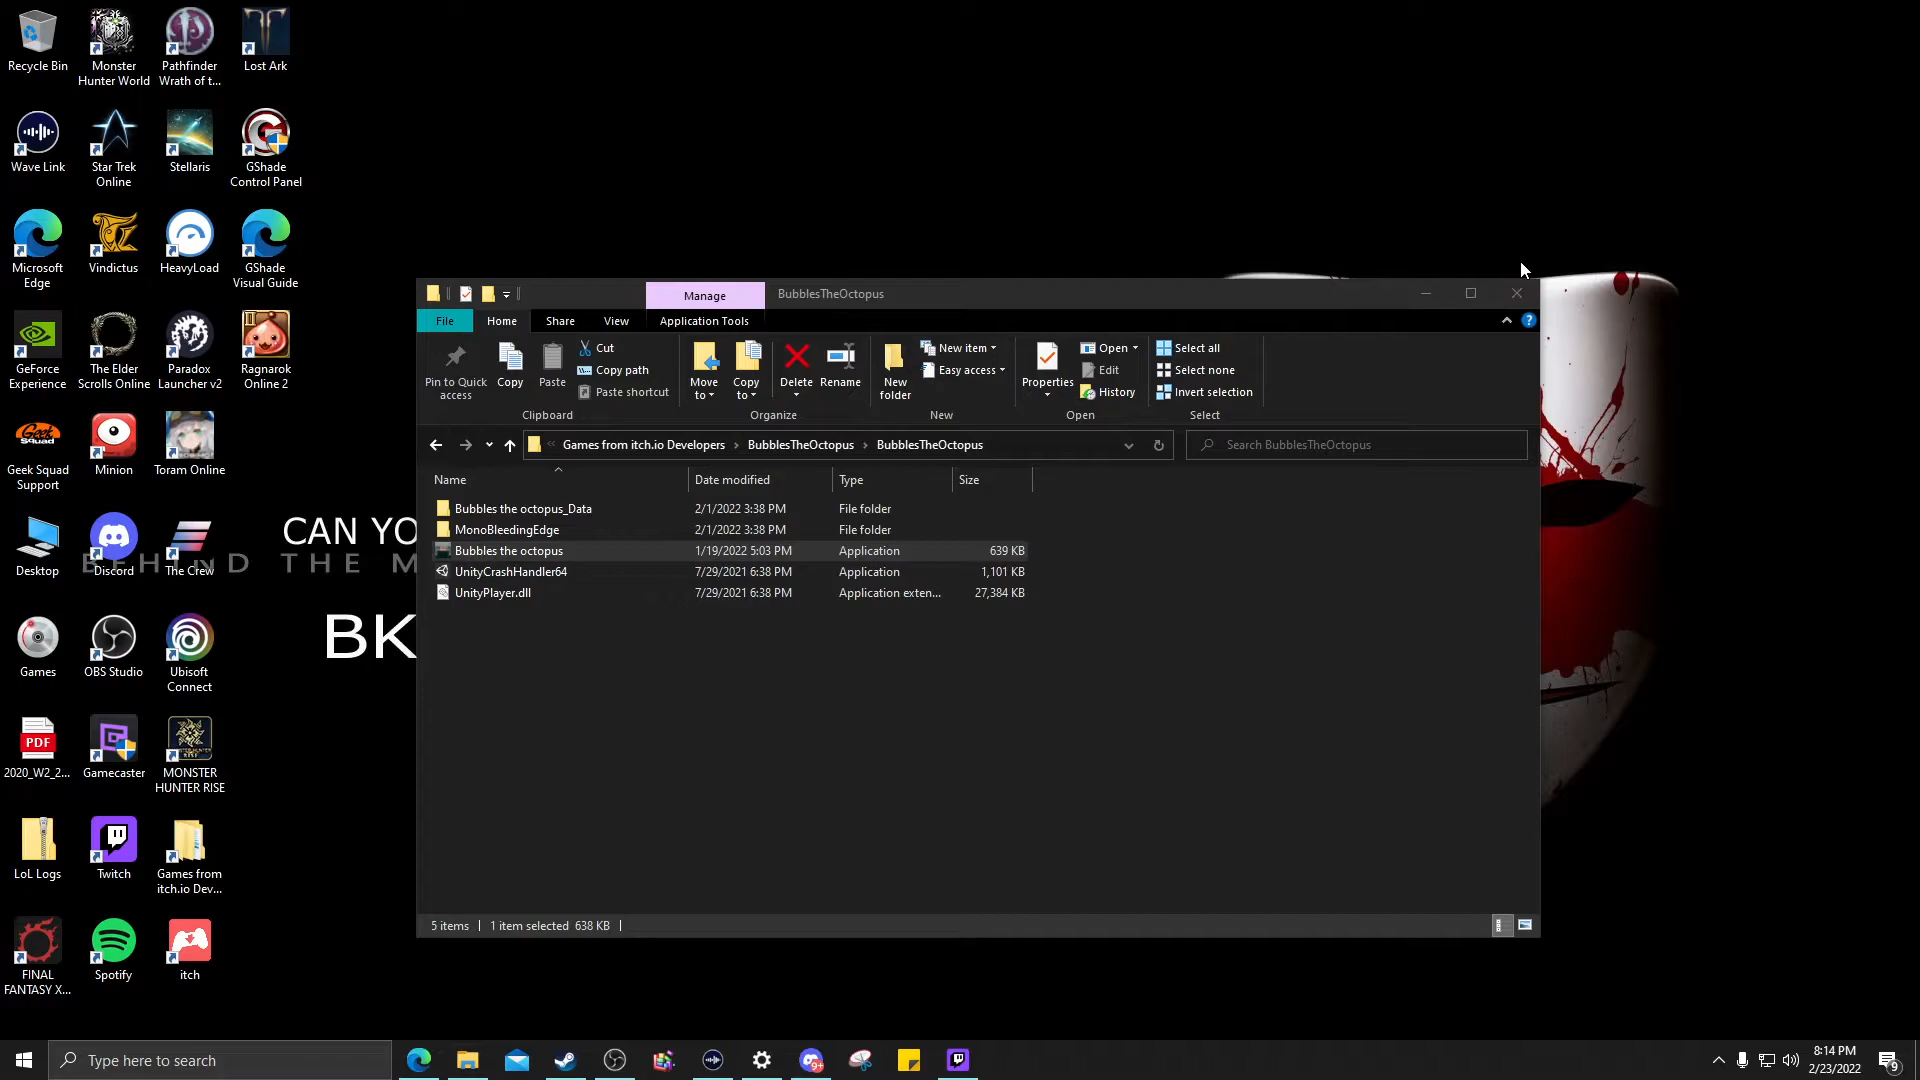 Recycle Bin
Monster
Hunter World
Pathfinder
Wrath of t...
Lost Ark
Wave Link
Star Trek
Online
Stellaris
GShade
Control Panel
Microsoft
Edge
Vindictus
HeavyLoad
GShade
Visual Guide
GeForce
Experience
The Elder
Scrolls Online
Paradox
Launcher v2
Ragnarok
Online 2
Geek Squad
Support
Minion
Toram Online
Desktop
Discord
The Crew
Games
OBS Studio
Ubisoft
Connect
PDF
2020_W2_2...
Gamecaster
MONSTER
HUNTER RISE
LoL Logs
Twitch
Games from
itch.io Dev...
FINAL
FANTASY X...
Spotify
itch
CAN YO
BEHIND THE M
BK
Manage
BubblesTheOctopus
File
Home
Share
View
Application Tools
Pin to Quick
access
Copy
Paste
Cut
Copy path
Paste shortcut
Clipboard
Move
to
Copy
to
Delete
Rename
Organize
New
folder
New item
Easy access
New
Properties
Open
Edit
History
Open
Select all
Select none
Invert selection
Select
Games from itch.io Developers
BubblesTheOctopus
BubblesTheOctopus
Search BubblesTheOctopus
Name
Date modified
Type
Size
Bubbles the octopus_Data 2/1/2022 3:38 PM File folder
MonoBleedingEdge 2/1/2022 3:38 PM File folder
Bubbles the octopus 1/19/2022 5:03 PM Application 639 KB
UnityCrashHandler64 7/29/2021 6:38 PM Application 1,101 KB
UnityPlayer.dll 7/29/2021 6:38 PM Application exten... 27,384 KB
5 items
1 item selected 638 KB
Type here to search
9+
8:14 PM
2/23/2022
9